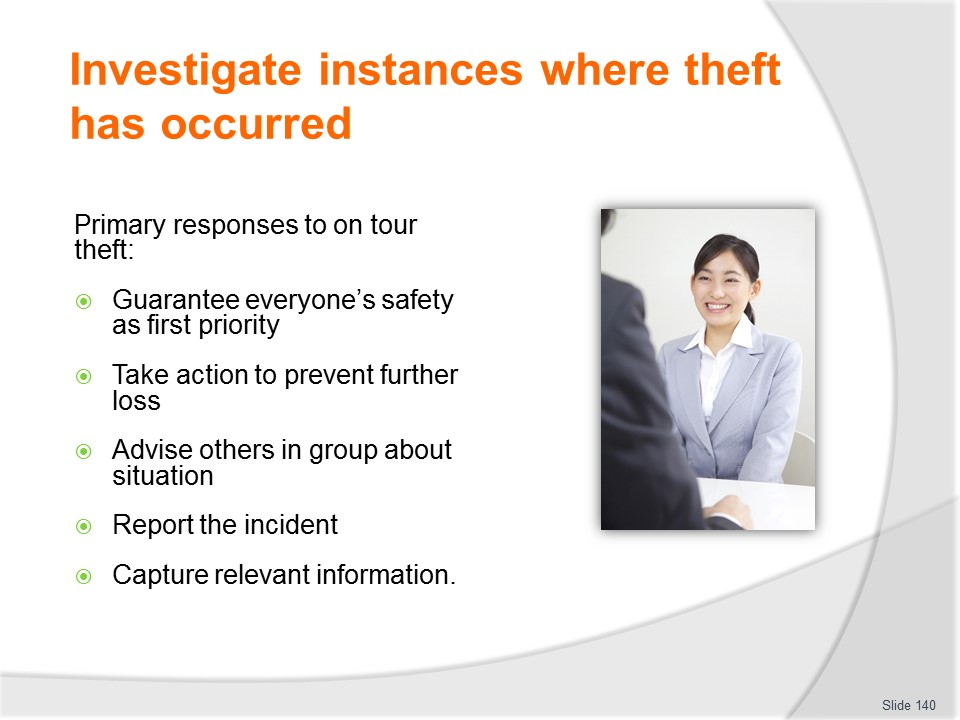 Investigate instances where theft
has occurred
Primary responses to on tour
theft:
Guarantee everyone’s safety
as first priority
Take action to prevent further
loss
Advise others in group about
situation
Report the incident
Capture relevant information.
Slide 140